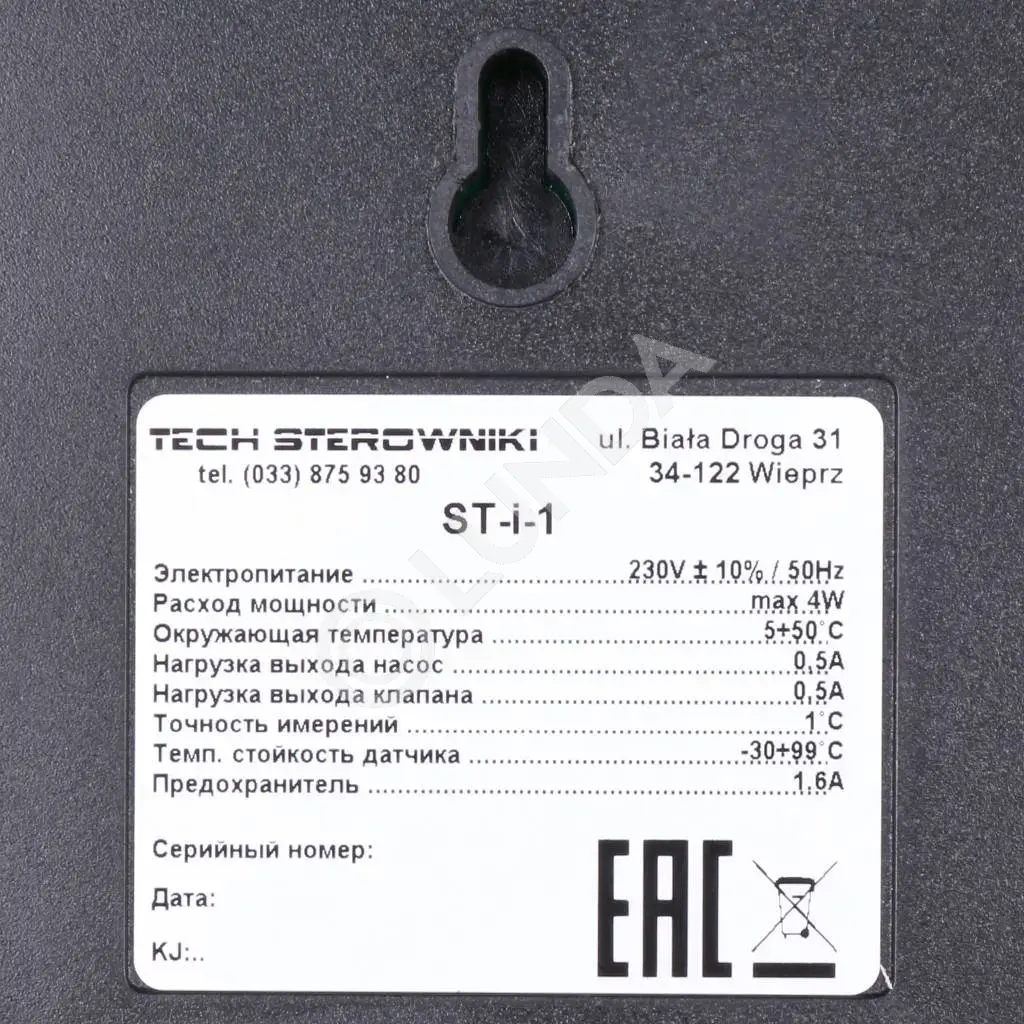 TECH STEROWNIKI
ul. Biała Droga 31
tel. (033) 875 93 80
34-122 Wieprz
ST-i-1
Электропитание 230V ± 10% / 50Hz
Расход мощности max 4W
Окружающая температура 5+50°C
Нагрузка выхода насос 0,5A
Нагрузка выхода клапана 0,5A
Точность имерений 1°C
Темп. стойкость датчика -30+99°C
Предохранитель 1,6A
Серийный номер:
Дата:
KJ:..
EAC
© LUNDA